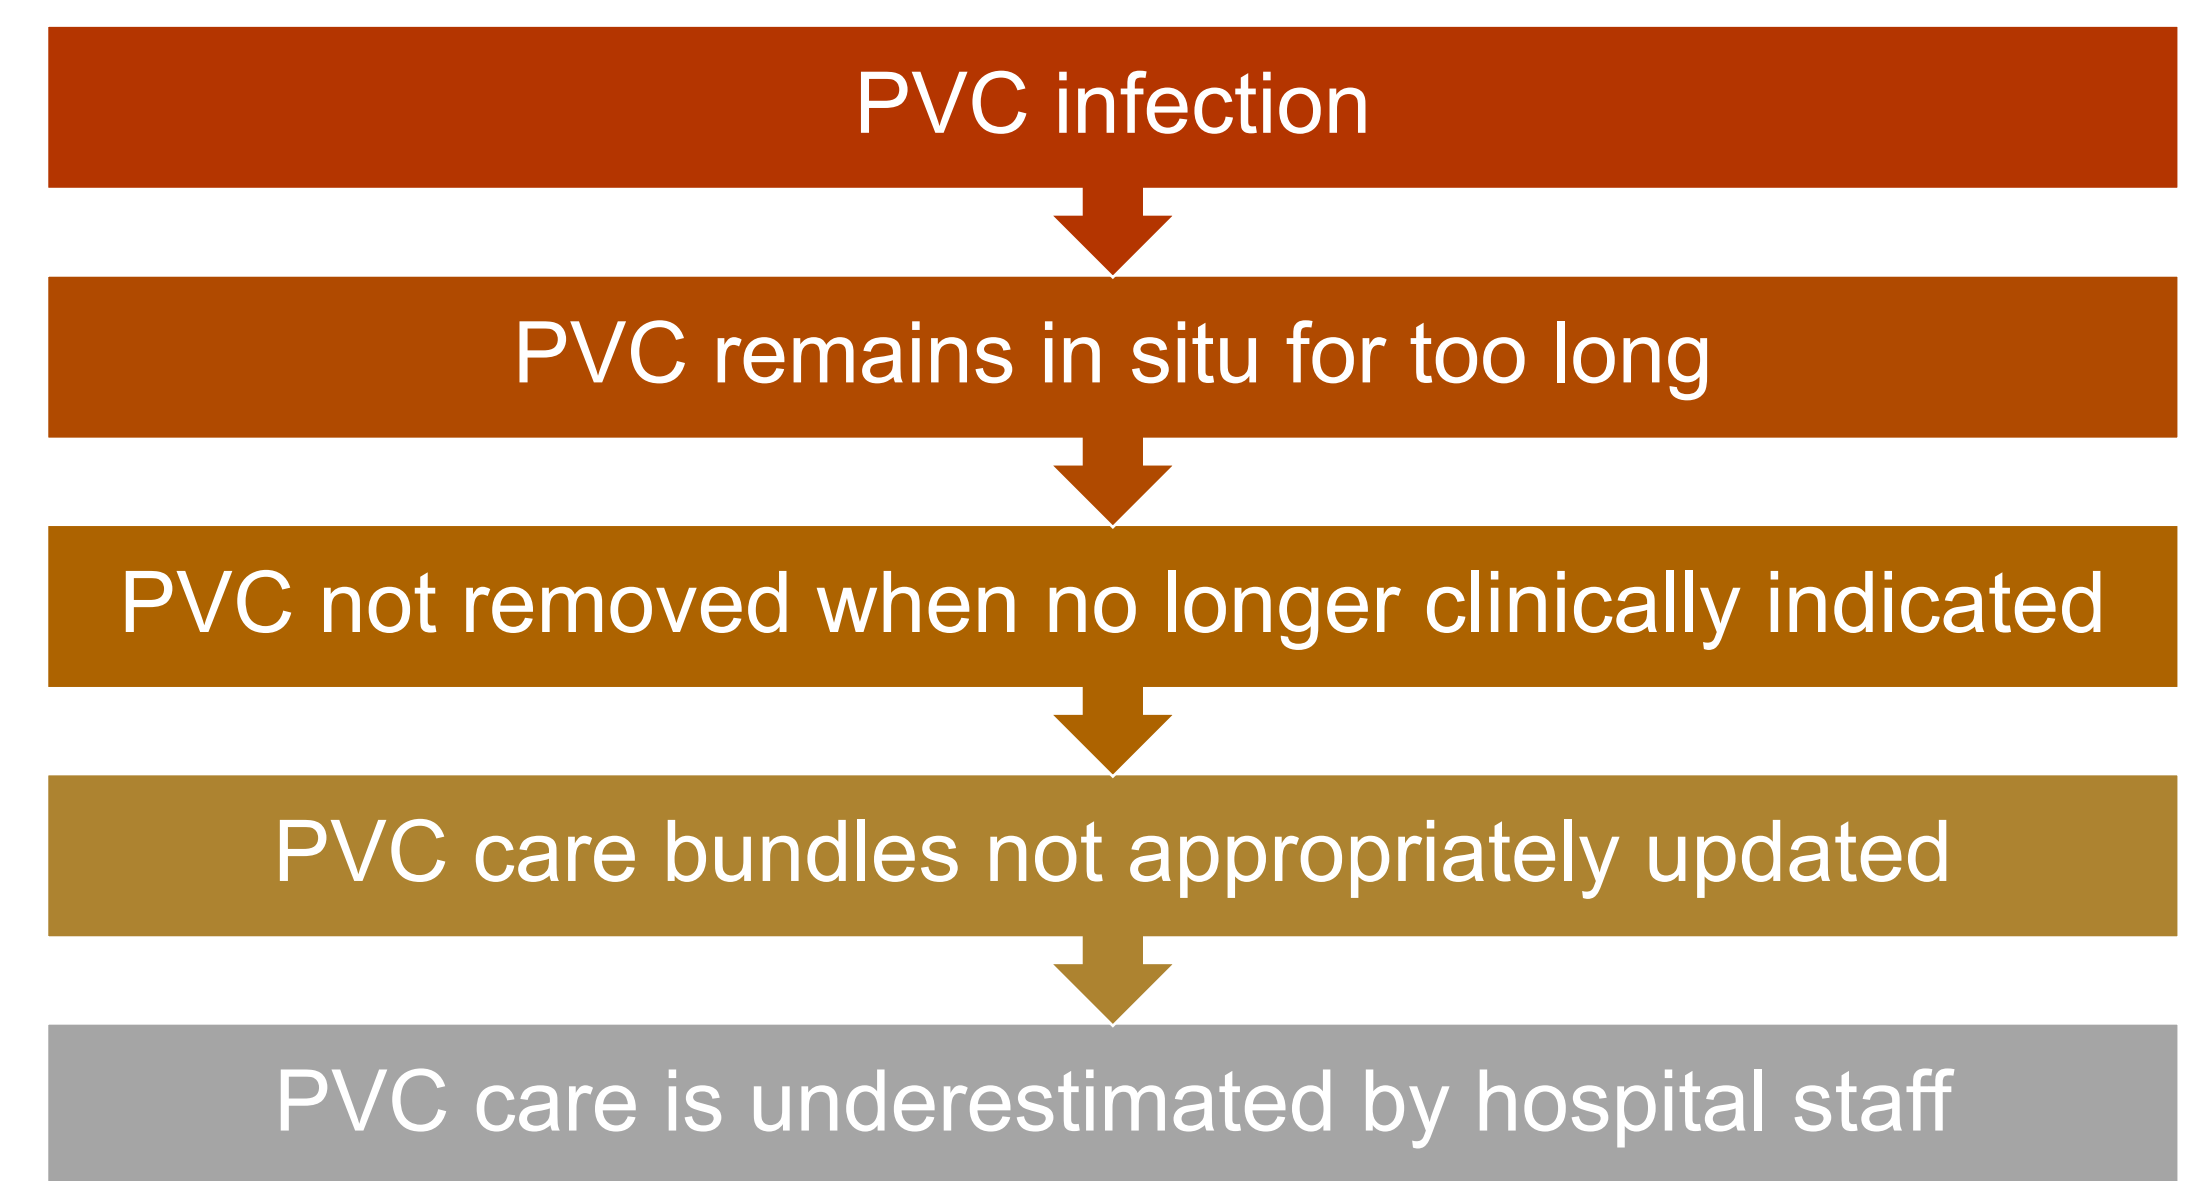 PVC infection
PVC remains in situ for too long
PVC not removed when no longer clinically indicated
PVC care bundles not appropriately updated
PVC care is underestimated by hospital staff